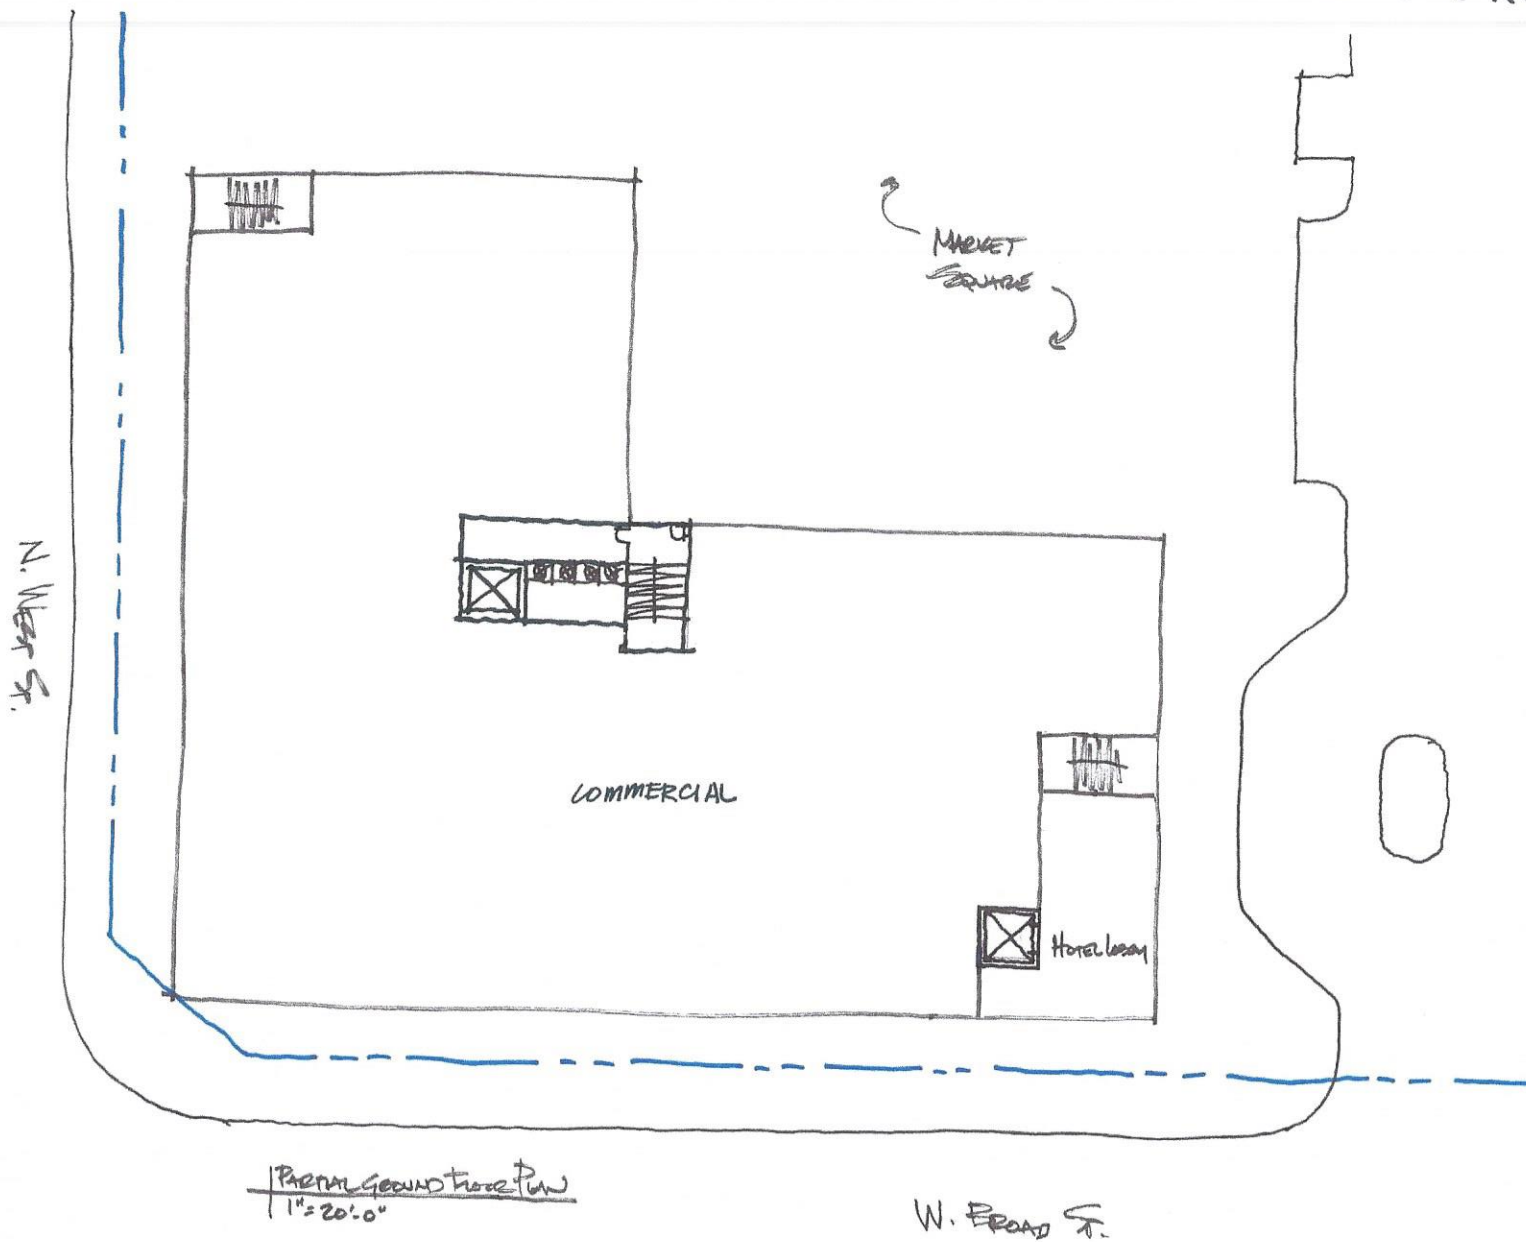 MARKET
SQUARE
N. WEST ST.
COMMERCIAL
HOTEL LOBBY
PARTIAL GROUND FLOOR PLAN
1"=20'-0"
W. BROAD ST.